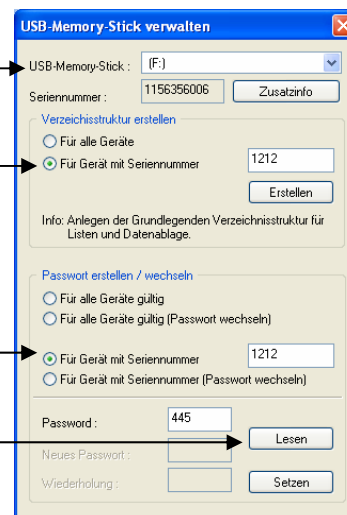 USB-Memory-Stick verwalten
USB-Memory-Stick : (F:)
Seriennummer : 1156356006 Zusatzinfo
Verzeichisstruktur erstellen
Für alle Geräte
Für Gerät mit Seriennummer 1212
Erstellen
Info: Anlegen der Grundlegenden Verzeichnisstruktur für
Listen und Datenablage.
Passwort erstellen / wechseln
Für alle Geräte gültig
Für alle Geräte gültig (Passwort wechseln)
Für Gerät mit Seriennummer 1212
Für Gerät mit Seriennummer (Passwort wechseln)
Password : 445
Lesen
Neues Passwort :
Wiederholung : Setzen